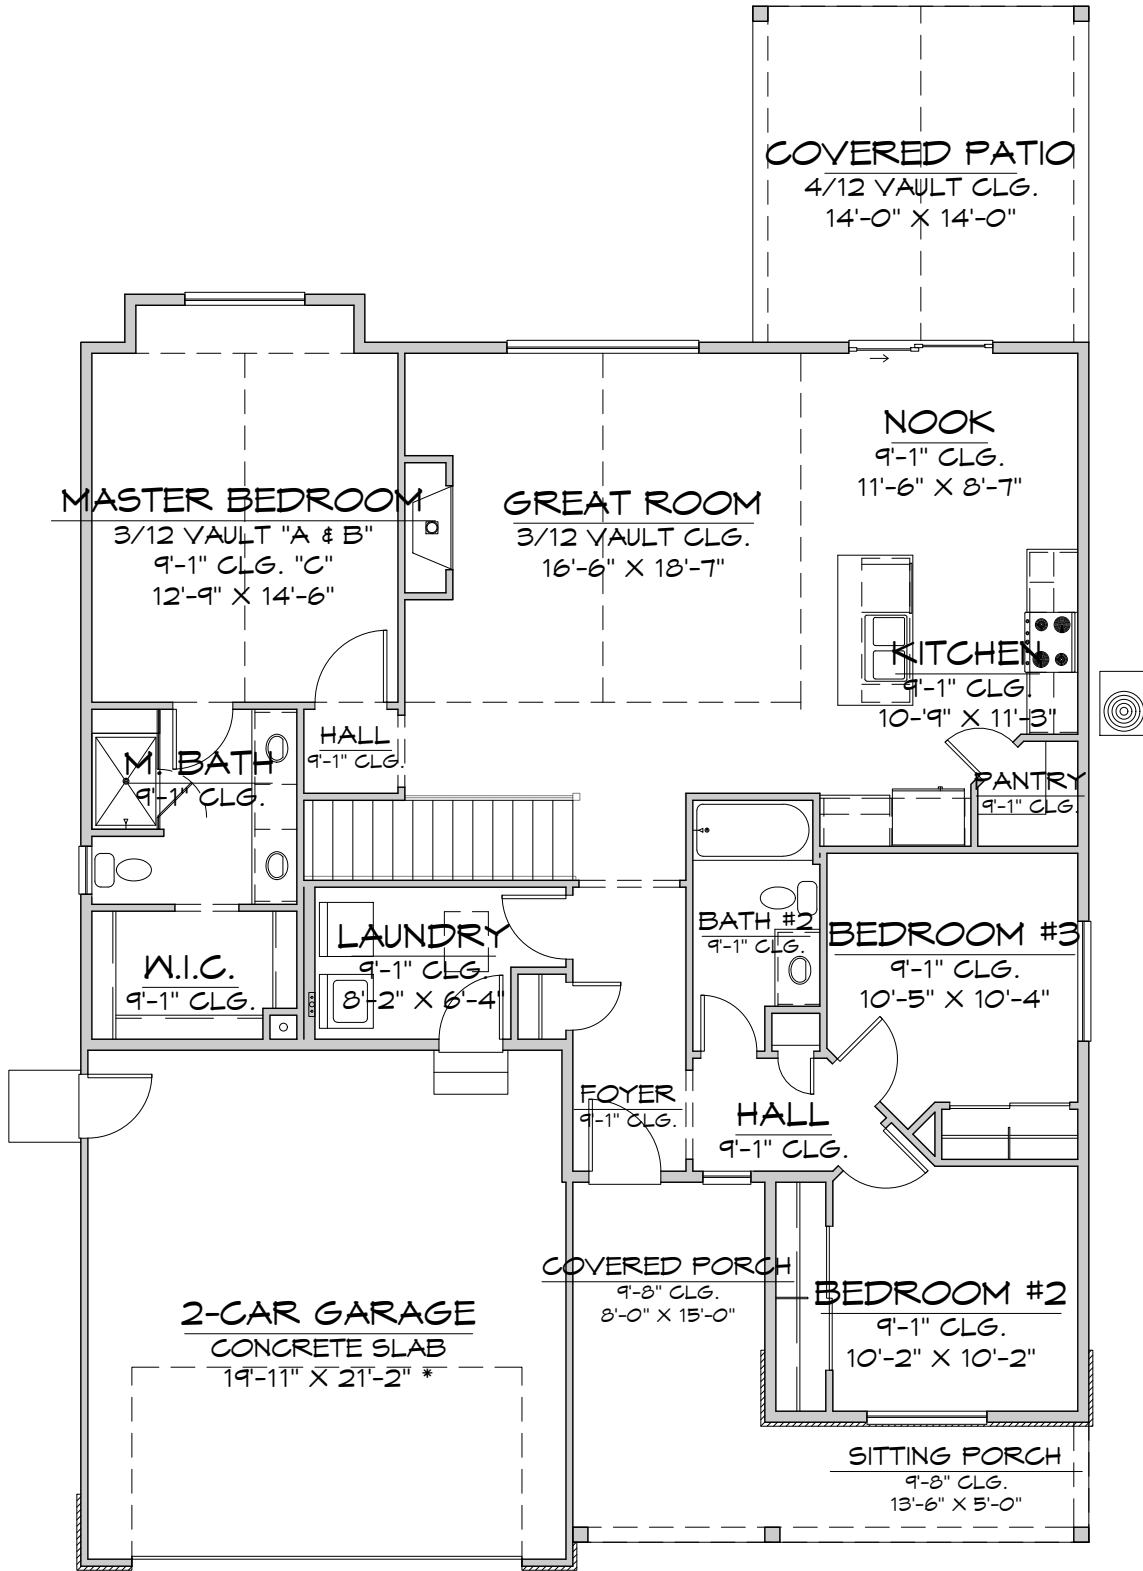 COVERED PATIO
4/12 VAULT CLG.
14'-0" X 14'-0"
NOOK
9'-1" CLG.
11'-6" X 8'-7"
MASTER BEDROOM
3/12 VAULT "A & B"
9'-1" CLG. "C"
12'-9" X 14'-6"
GREAT ROOM
3/12 VAULT CLG.
16'-6" X 18'-7"
KITCHEN
9'-1" CLG.
10-'9" X 11'-3"
HALL
9'-1" CLG.
M. BATH
9'-1" CLG.
PANTRY
9'-1" CLG.
LAUNDRY
9'-1" CLG.
8'-2" X 6'-4"
BATH #2
9'-1" CLG.
BEDROOM #3
9'-1" CLG.
10'-5" X 10'-4"
W.I.C.
9'-1" CLG.
FOYER
9'-1" CLG.
HALL
9'-1" CLG.
COVERED PORCH
9'-8" CLG.
8'-0" X 15'-0"
BEDROOM #2
9'-1" CLG.
10'-2" X 10'-2"
2-CAR GARAGE
CONCRETE SLAB
19'-11" X 21'-2" *
SITTING PORCH
9'-8" CLG.
13'-6" X 5'-0"